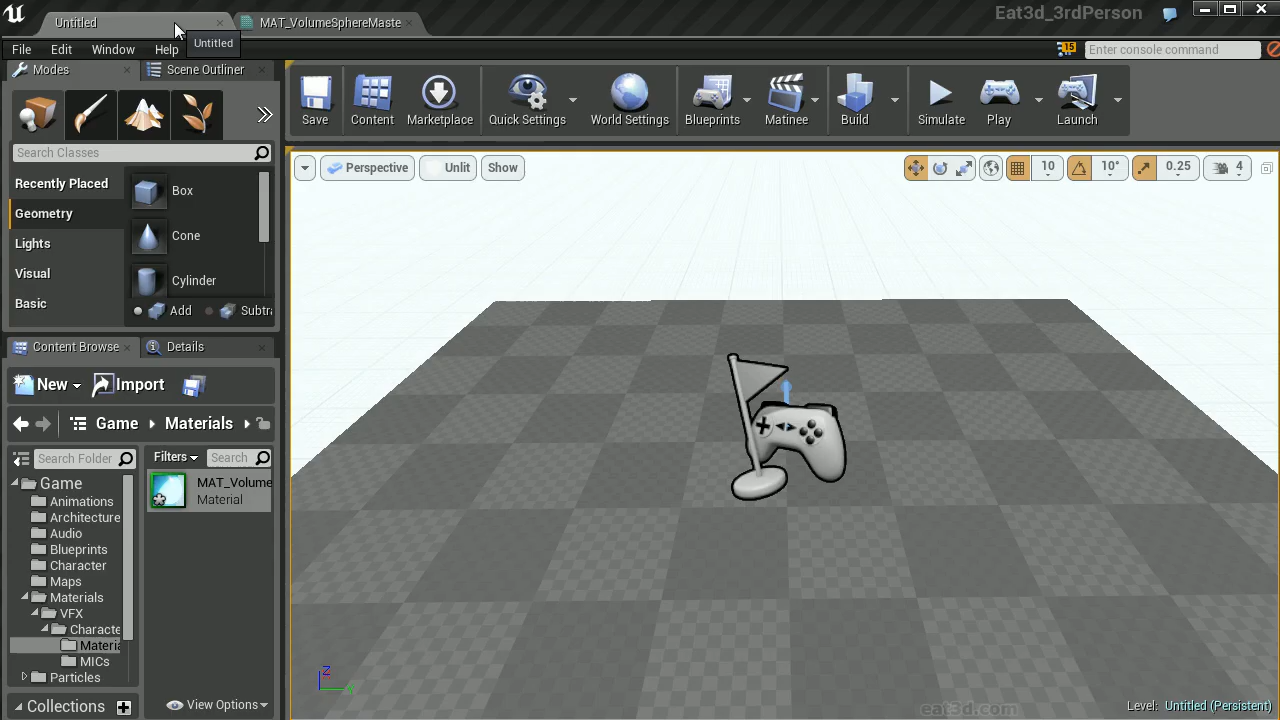 Untitled
MAT_VolumeSphereMaste
Eat3d_3rdPerson
File Edit Window Help
Untitled
15
Enter console command
Modes
Scene Outliner
Save
Content
Marketplace
Quick Settings
World Settings
Blueprints
Matinee
Build
Simulate
Play
Launch
Search Classes
Perspective
Unlit
Show
10
10°
0.25
4
Recently Placed
Geometry
Lights
Visual
Basic
Box
Cone
Cylinder
Add
Subtra
Content Browse
Details
New
Import
Game
Materials
Search Folder
Filters
Search
Game
Animations
Architecture
Audio
Blueprints
Character
Maps
Materials
VFX
Characte
Materia
MICs
Particles
MAT_Volume
Material
Collections
View Options
Z
Y
eat3d.com
Level: Untitled (Persistent)